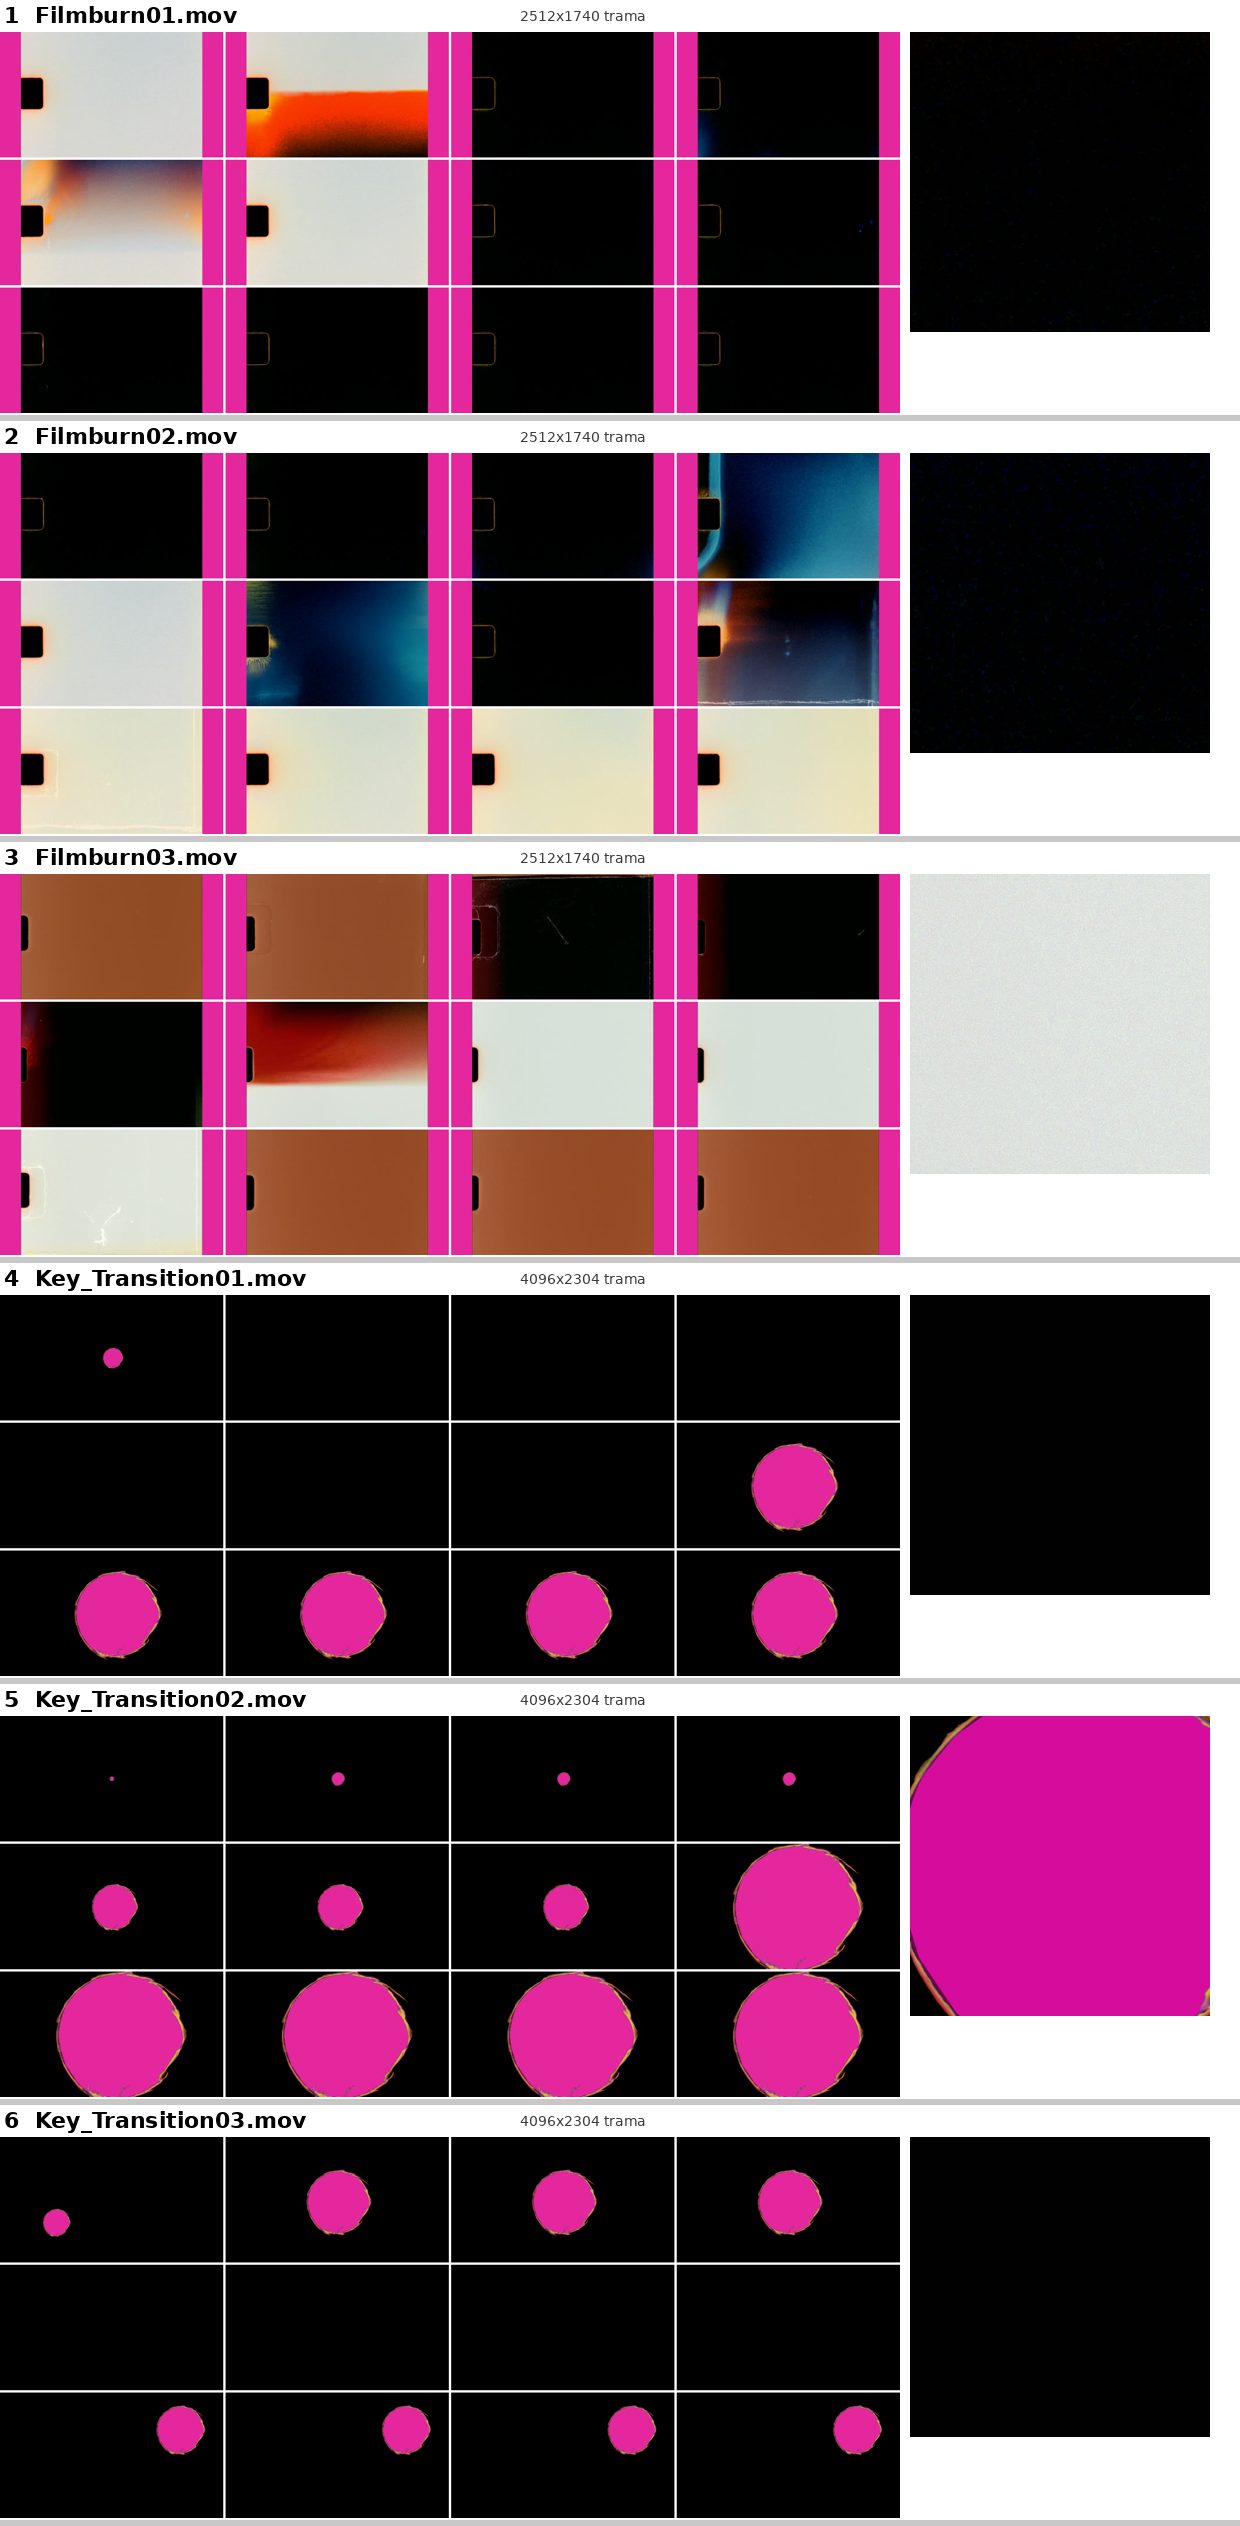 1 Filmburn01.mov 2512x1740 trama
2 Filmburn02.mov 2512x1740 trama
3 Filmburn03.mov 2512x1740 trama
4 Key_Transition01.mov 4096x2304 trama
5 Key_Transition02.mov 4096x2304 trama
6 Key_Transition03.mov 4096x2304 trama